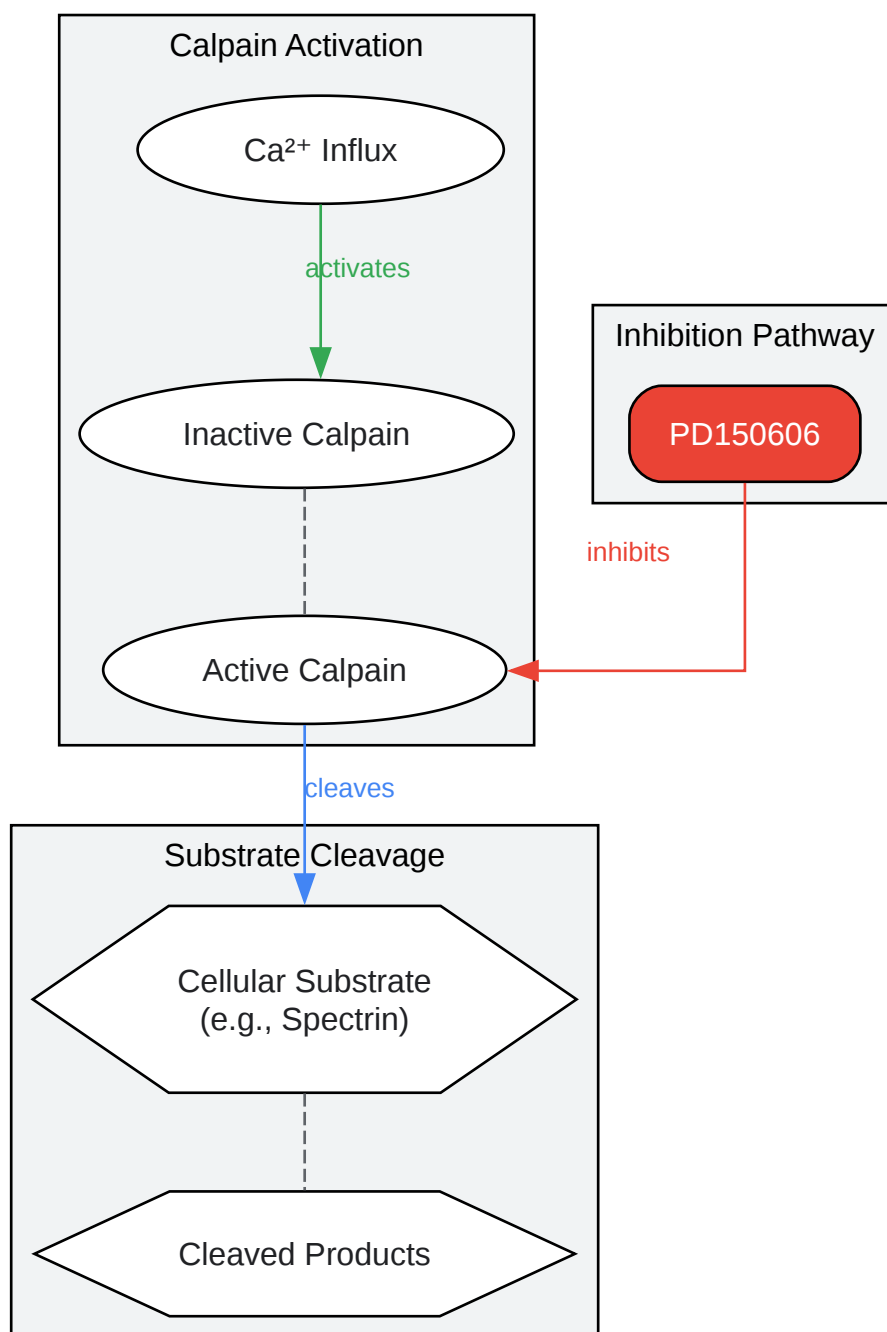 Calpain Activation
Ca²⁺ Influx
activates
Inactive Calpain
Inhibition Pathway
PD150606
inhibits
Active Calpain
cleaves
Substrate Cleavage
Cellular Substrate
(e.g., Spectrin)
Cleaved Products